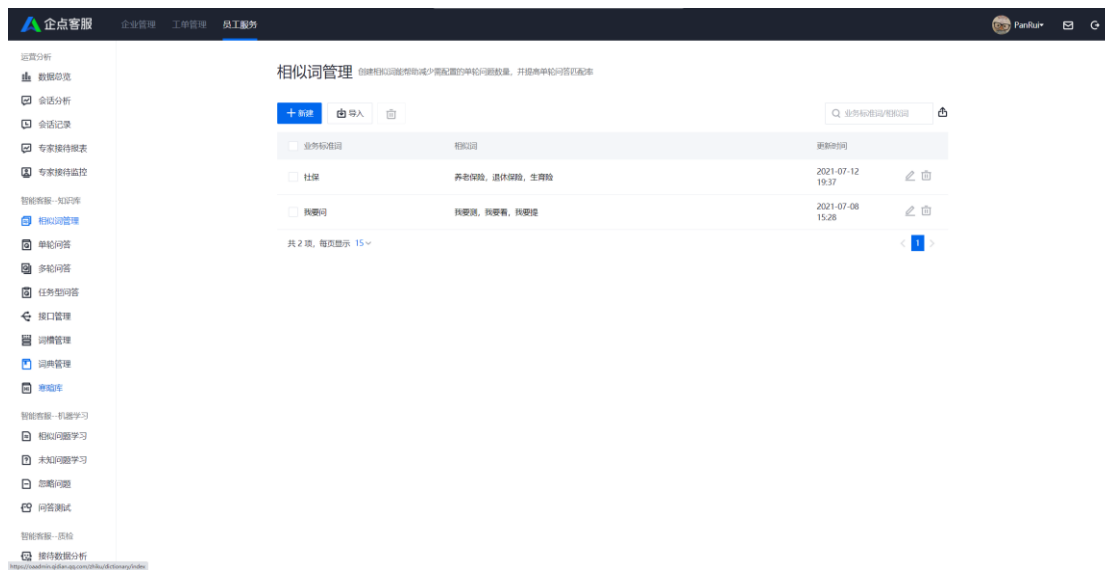 企点客服 企业管理 工单管理 员工服务 PanRui
运营分析
数据总览
会话分析
会话记录
专家接待报表
专家接待监控
智能客服--知识库
相似词管理
单轮问答
多轮问答
任务型问答
接口管理
词槽管理
词典管理
寒暄库
智能客服--机器学习
相似问题学习
未知问题学习
忽略问题
问答测试
智能客服--质检
接待数据分析
https://oaadmin.qidian.qq.com/zhiku/dictionary/index
相似词管理 创建相似词能帮助减少需配置的单轮问题数量，并提高单轮问答匹配率
新建 导入 业务标准词/相似词
业务标准词 相似词 更新时间
社保 养老保险，退休保险，生育险 2021-07-12
19:37
我要问 我要测，我要看，我要提 2021-07-08
15:28
共 2 项，每页显示 15 1